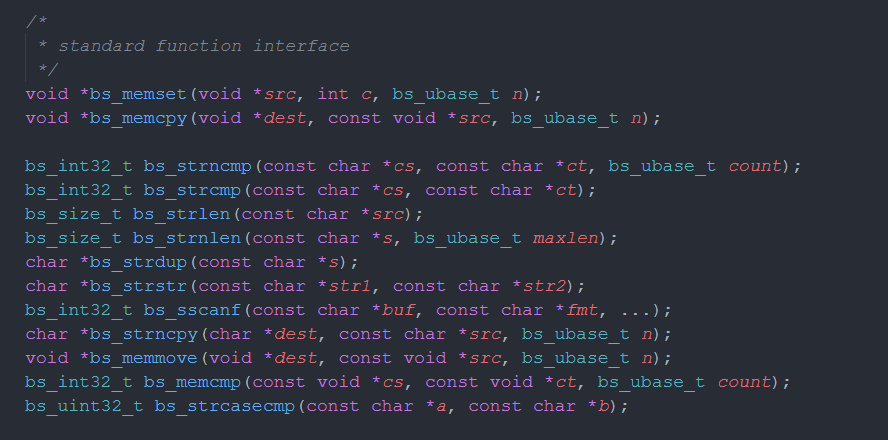 /*
 * standard function interface
 */
void *bs_memset(void *src, int c, bs_ubase_t n);
void *bs_memcpy(void *dest, const void *src, bs_ubase_t n);

bs_int32_t bs_strncmp(const char *cs, const char *ct, bs_ubase_t count);
bs_int32_t bs_strcmp(const char *cs, const char *ct);
bs_size_t bs_strlen(const char *src);
bs_size_t bs_strnlen(const char *s, bs_ubase_t maxlen);
char *bs_strdup(const char *s);
char *bs_strstr(const char *str1, const char *str2);
bs_int32_t bs_sscanf(const char *buf, const char *fmt, ...);
char *bs_strncpy(char *dest, const char *src, bs_ubase_t n);
void *bs_memmove(void *dest, const void *src, bs_ubase_t n);
bs_int32_t bs_memcmp(const void *cs, const void *ct, bs_ubase_t count);
bs_uint32_t bs_strcasecmp(const char *a, const char *b);